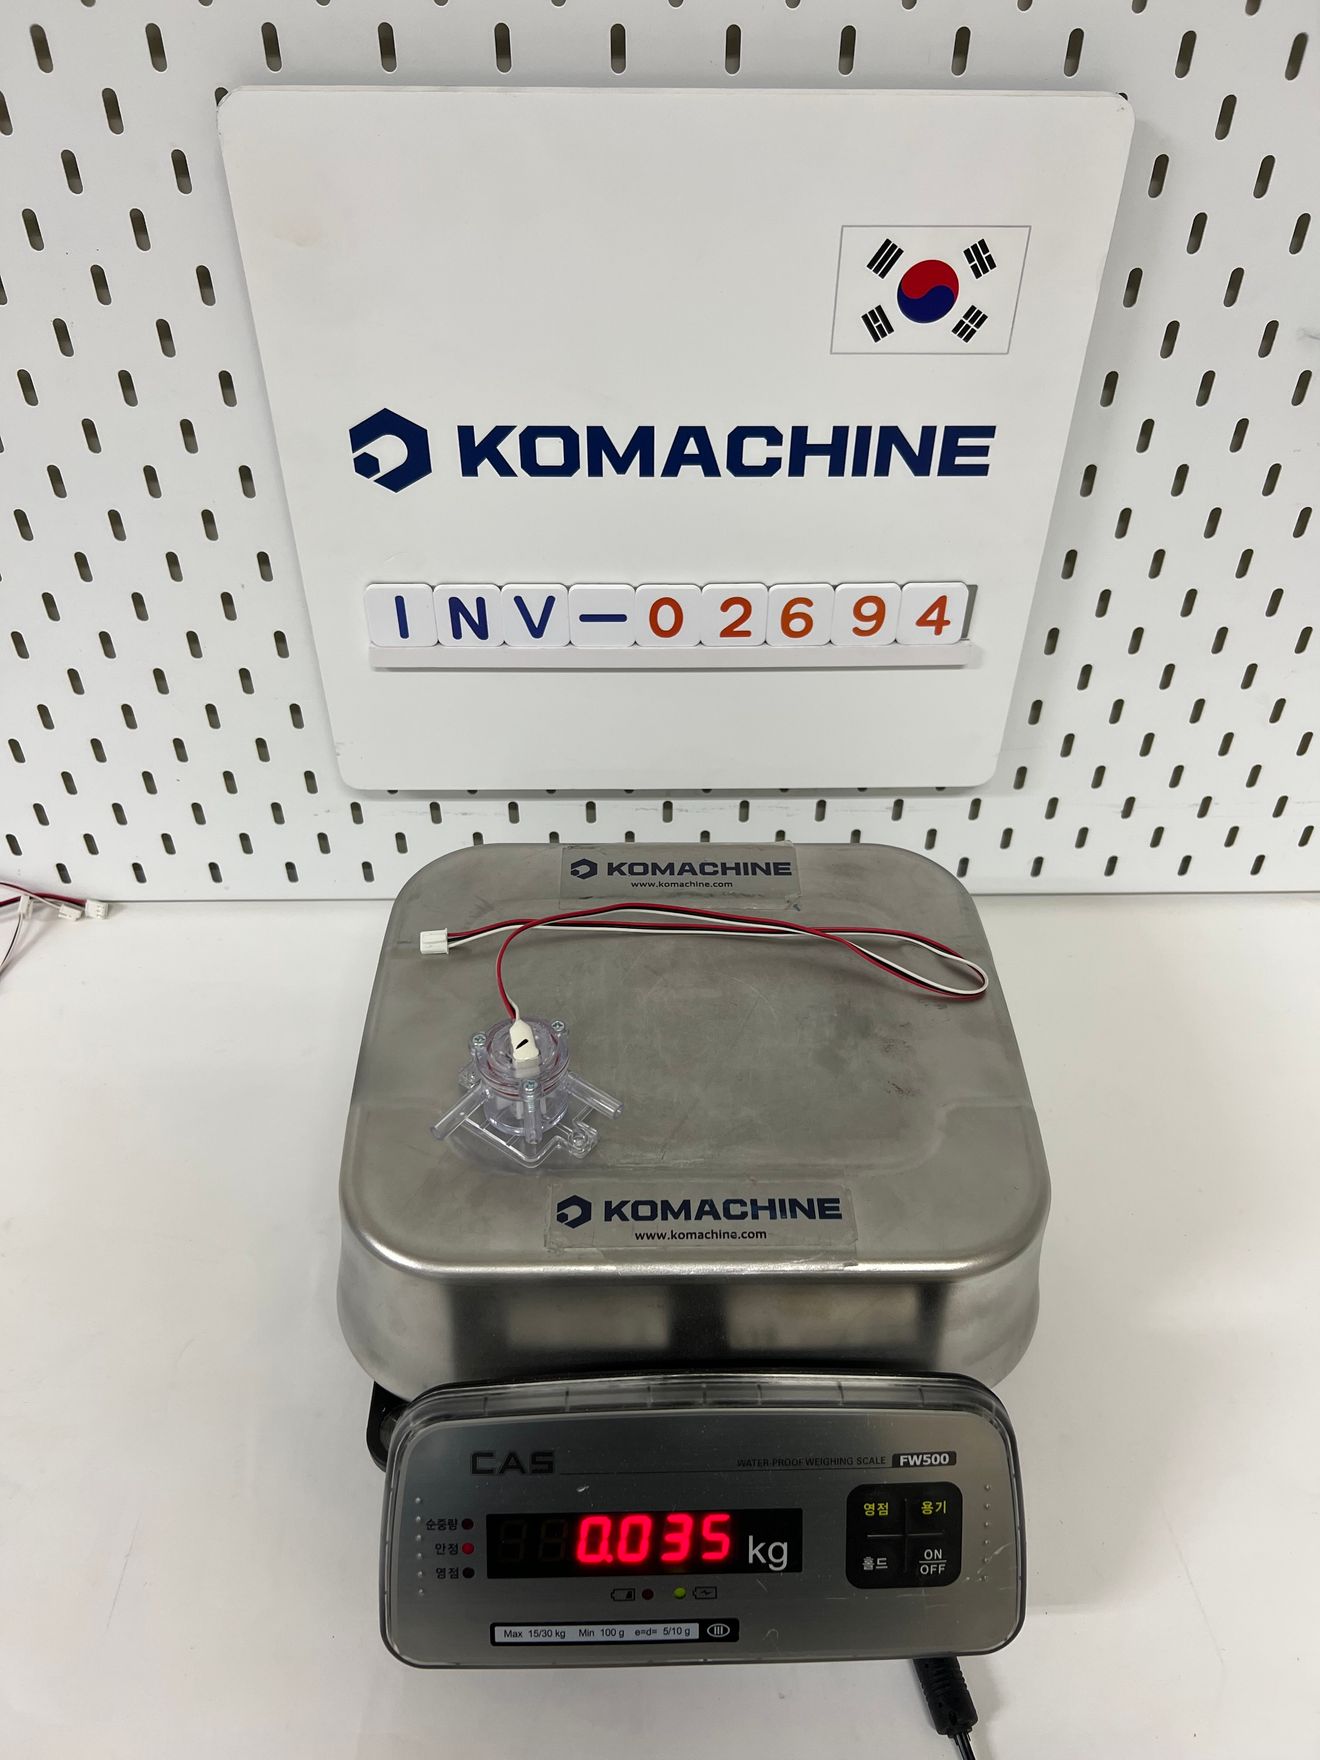 KOMACHINE
INV-02694
KOMACHINE
www.komachine.com
KOMACHINE
www.komachine.com
CAS
WATER-PROOF WEIGHING SCALE FW500
순중량
안정
영점
0.035 kg
영점 용기
홀드 ON/OFF
Max 15/30 kg Min 100 g e=d= 5/10 g III